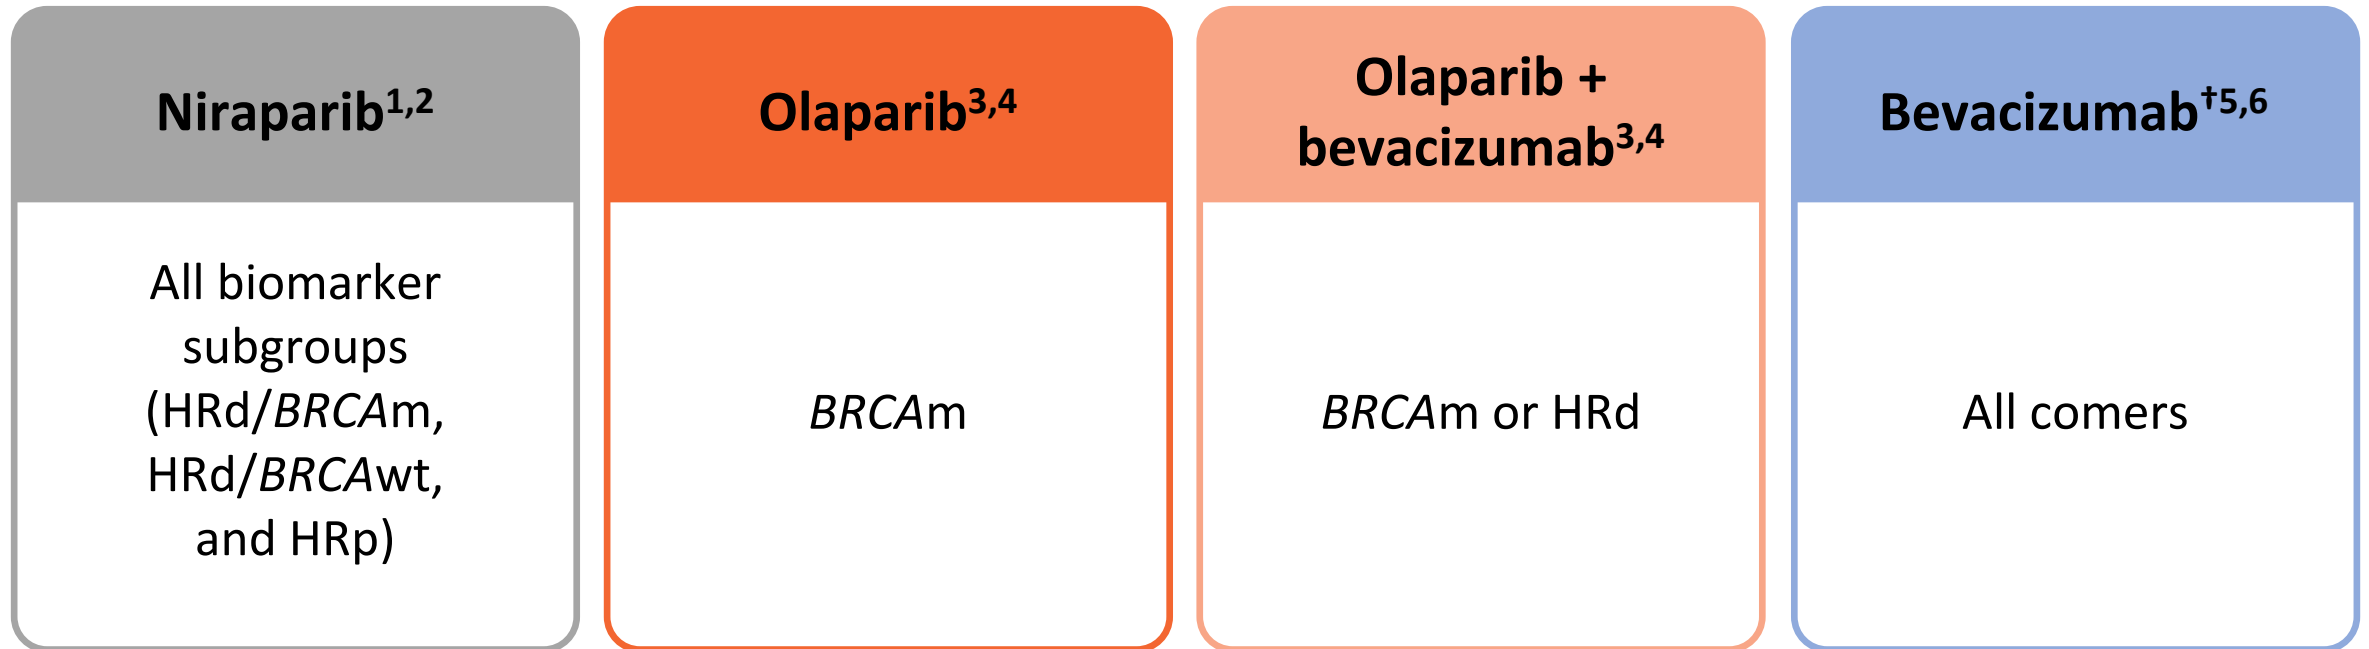 Niraparib1,2
All biomarker
subgroups
(HRd/BRCAm,
HRd/BRCAwt,
and HRp)
Olaparib3,4
BRCAm
Olaparib +
bevacizumab3,4
BRCAm or HRd
Bevacizumab†5,6
All comers